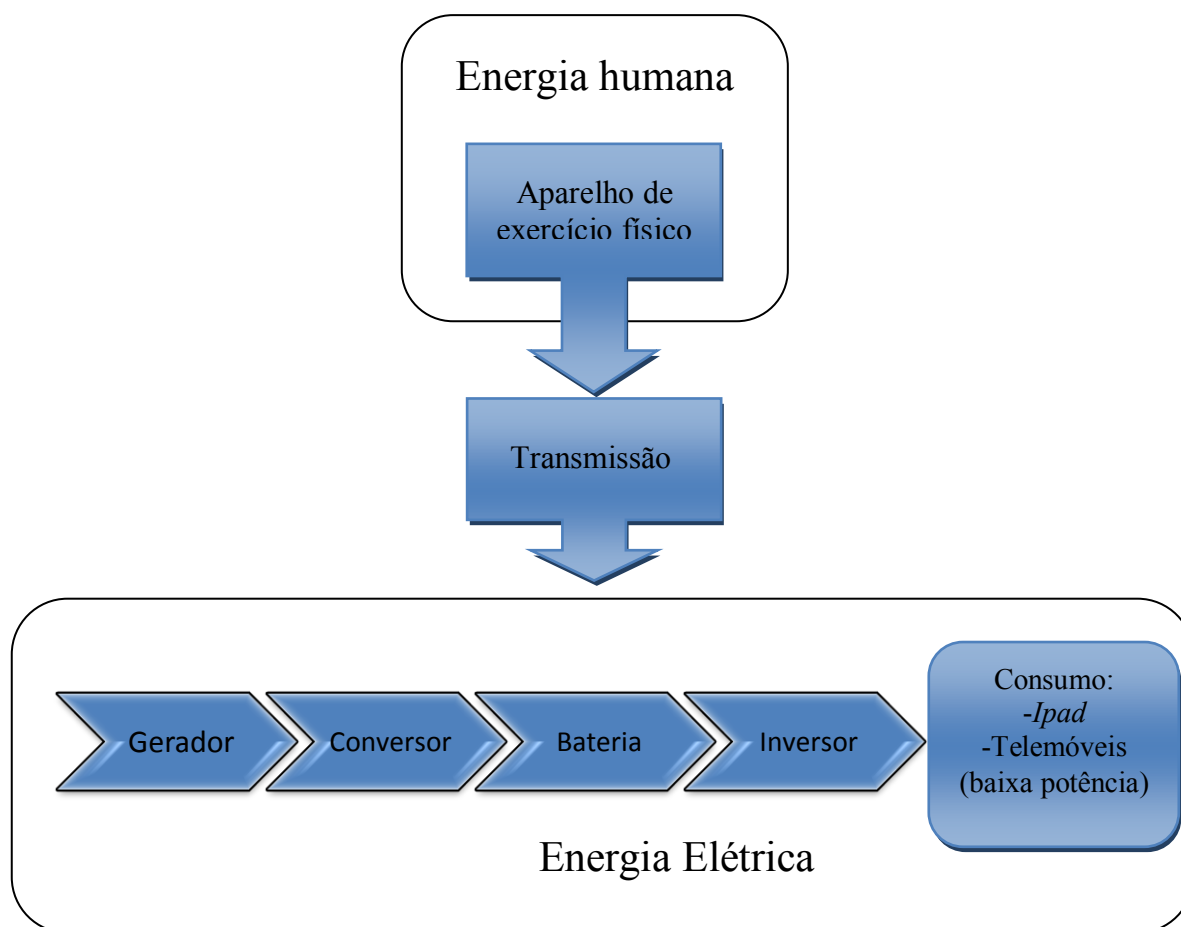 Energia humana
Aparelho de
exercício físico
Transmissão
Gerador
Conversor
Bateria
Inversor
Consumo:
-Ipad
-Telemóveis
(baixa potência)
Energia Elétrica